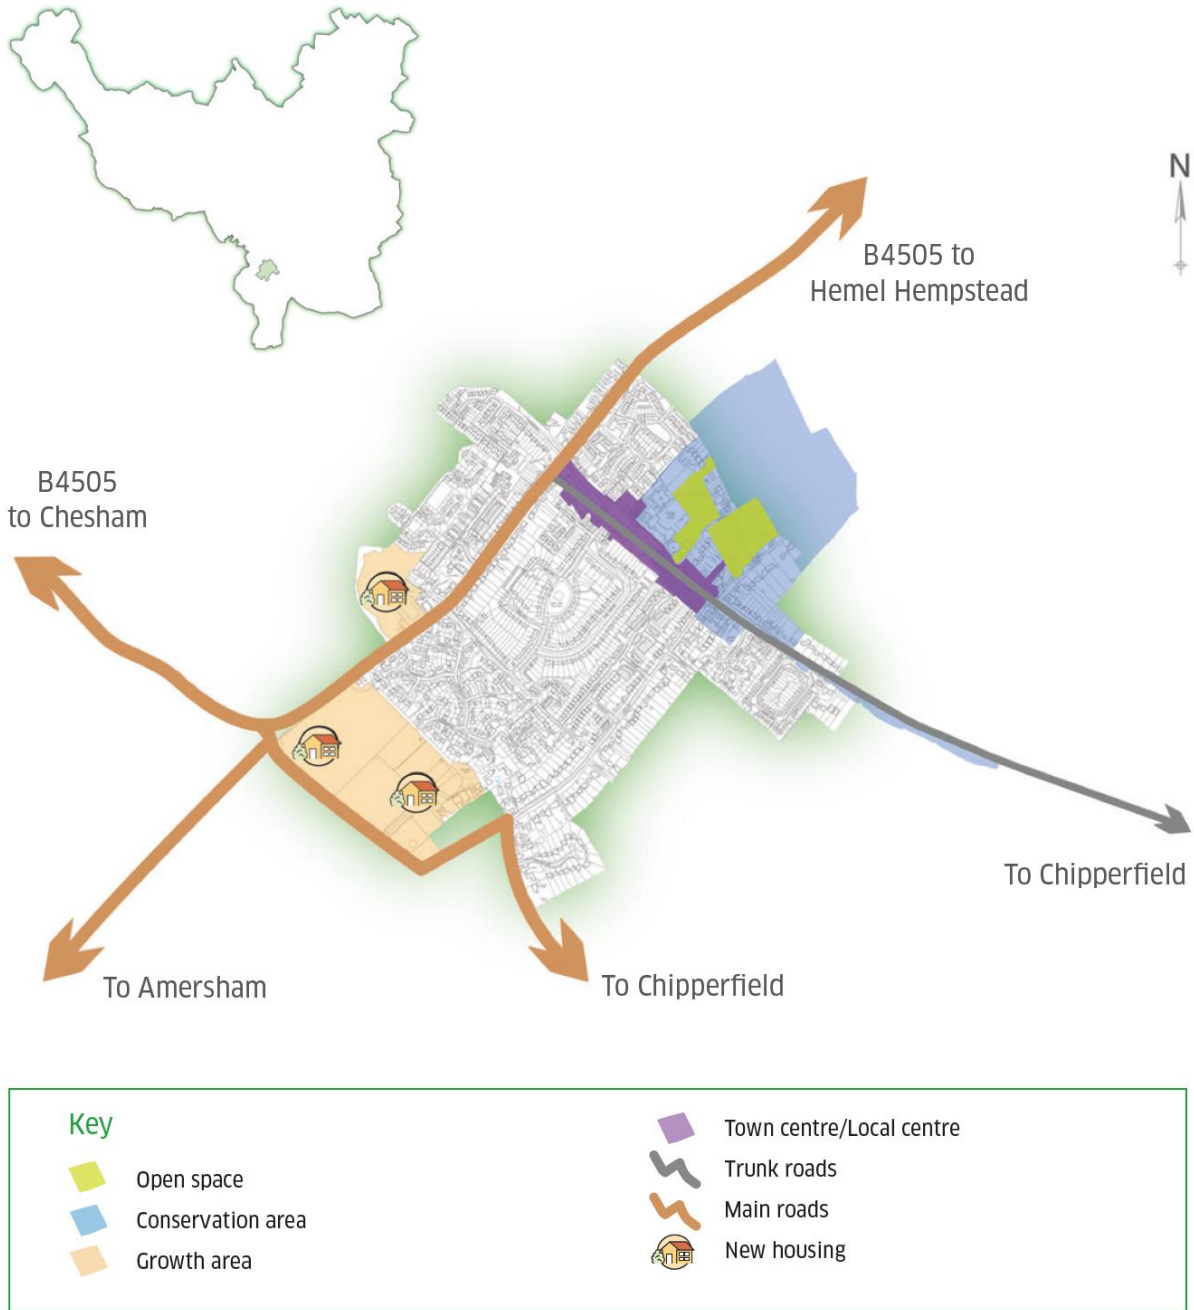 N
B4505 to
Hemel Hempstead
B4505
to Chesham
To Chipperfield
To Amersham
To Chipperfield
Key
Open space
Conservation area
Growth area
Town centre/Local centre
Trunk roads
Main roads
New housing